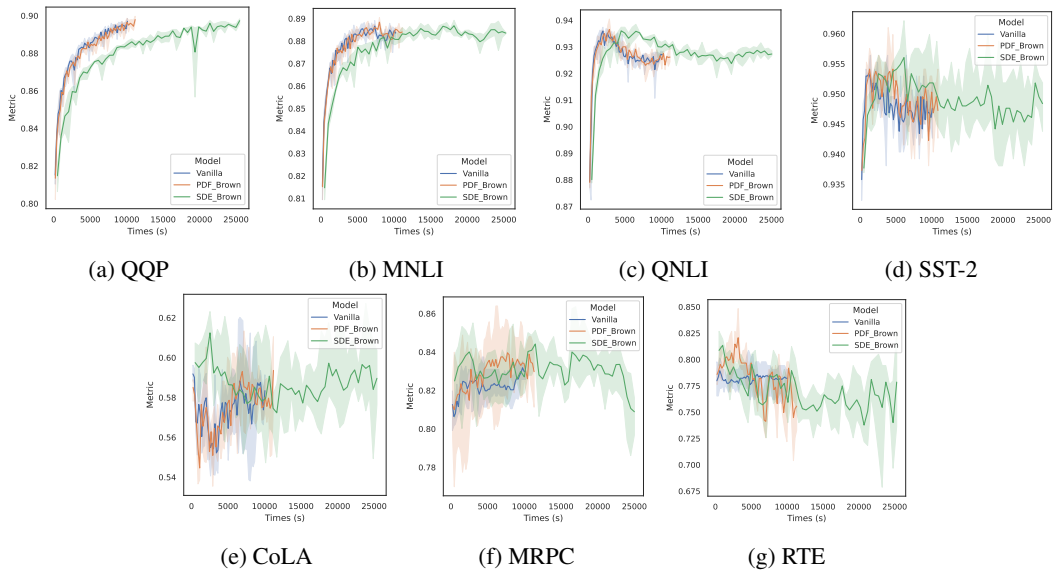 0.90
0.88
0.86
0.84
0.82
0.80
Metric
Model
Vanilla
PDF_Brown
SDE_Brown
0 5000 10000 15000 20000 25000
Times (s)
(a) QQP
0.89
0.88
0.87
0.86
0.85
0.84
0.83
0.82
0.81
Metric
Model
Vanilla
PDF_Brown
SDE_Brown
0 5000 10000 15000 20000 25000
Times (s)
(b) MNLI
0.94
0.93
0.92
0.91
0.90
0.89
0.88
0.87
Metric
Model
Vanilla
PDF_Brown
SDE_Brown
0 5000 10000 15000 20000 25000
Times (s)
(c) QNLI
0.960
0.955
0.950
0.945
0.940
0.935
Metric
Model
Vanilla
PDF_Brown
SDE_Brown
0 5000 10000 15000 20000 25000
Times (s)
(d) SST-2
0.62
0.60
0.58
0.56
0.54
Metric
Model
Vanilla
PDF_Brown
SDE_Brown
0 5000 10000 15000 20000 25000
Times (s)
(e) CoLA
0.86
0.84
0.82
0.80
0.78
Metric
Model
Vanilla
PDF_Brown
SDE_Brown
0 5000 10000 15000 20000 25000
Times (s)
(f) MRPC
0.850
0.825
0.800
0.775
0.750
0.725
0.700
0.675
Metric
Model
Vanilla
PDF_Brown
SDE_Brown
0 5000 10000 15000 20000 25000
Times (s)
(g) RTE